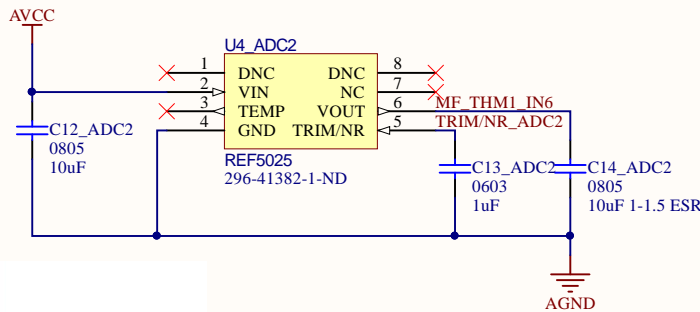 AVCC
U4_ADC2
1 DNC DNC 8
2 VIN NC 7
3 TEMP VOUT 6 MF_THM1_IN6
4 GND TRIM/NR 5 TRIM/NR_ADC2
REF5025
296-41382-1-ND
C12_ADC2
0805
10uF
C13_ADC2
0603
1uF
C14_ADC2
0805
10uF 1-1.5 ESR
AGND